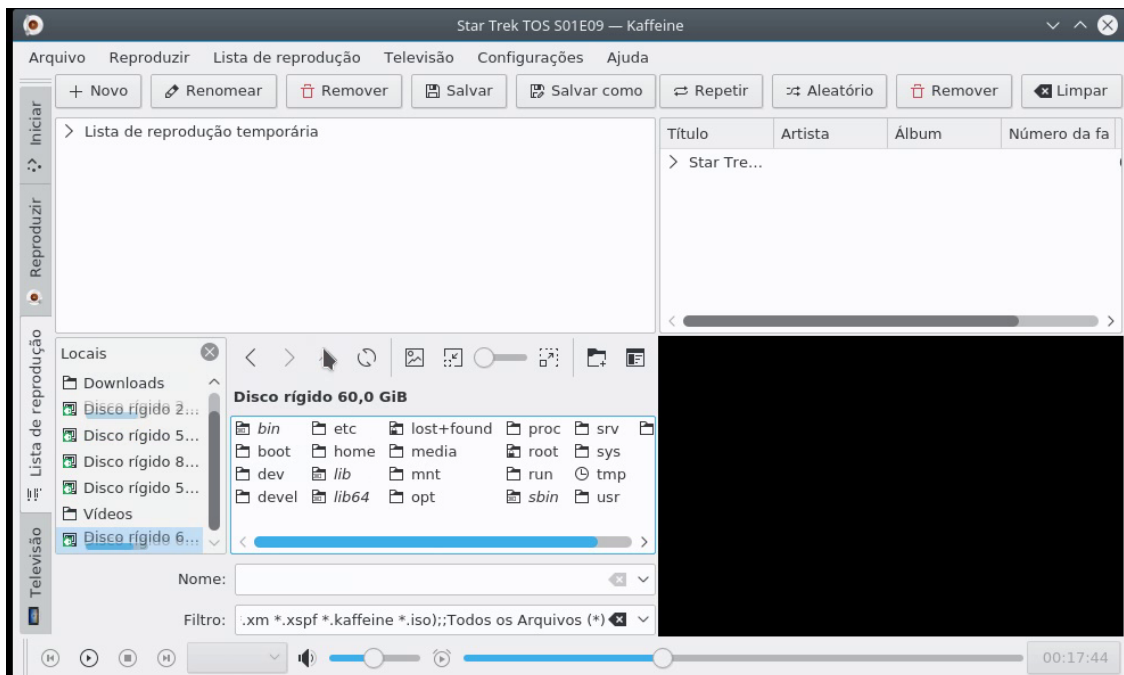 Star Trek TOS S01E09 — Kaffeine
Arquivo Reproduzir Lista de reprodução Televisão Configurações Ajuda
Novo Renomear Remover Salvar Salvar como Repetir Aleatório Remover Limpar
Iniciar
Reproduzir
Lista de reprodução
Televisão
Lista de reprodução temporária
Título Artista Álbum Número da fa
Star Tre...
Locais
Downloads
Disco rígido 2...
Disco rígido 5...
Disco rígido 8...
Disco rígido 5...
Vídeos
Disco rígido 6...
Disco rígido 60,0 GiB
bin etc lost+found proc srv
boot home media root sys
dev lib mnt run tmp
devel lib64 opt sbin usr
Nome:
Filtro: .xm *.xspf *.kaffeine *.iso);;Todos os Arquivos (*)
00:17:44